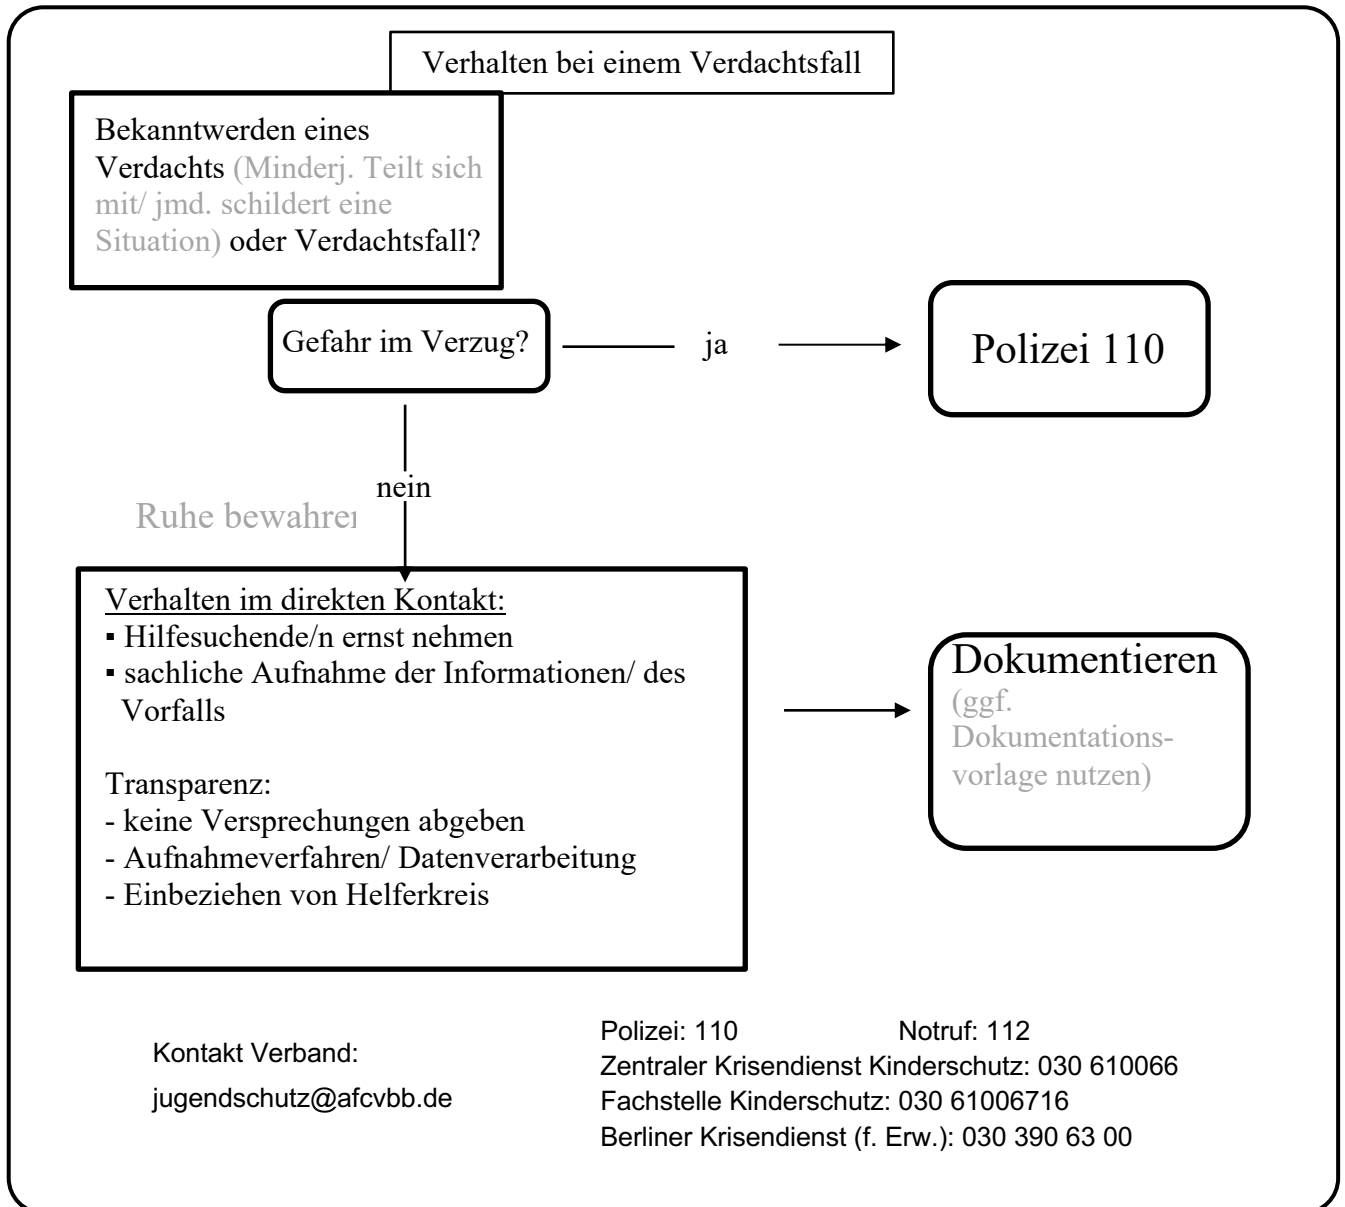 Verhalten bei einem Verdachtsfall
Bekanntwerden eines
Verdachts (Minderj. Teilt sich
mit/ jmd. schildert eine
Situation) oder Verdachtsfall?
Gefahr im Verzug?
ja
Polizei 110
nein
Ruhe bewahren
Verhalten im direkten Kontakt:
▪ Hilfesuchende/n ernst nehmen
▪ sachliche Aufnahme der Informationen/ des
Vorfalls
Transparenz:
- keine Versprechungen abgeben
- Aufnahmeverfahren/ Datenverarbeitung
- Einbeziehen von Helferkreis
Dokumentieren
(ggf.
Dokumentations-
vorlage nutzen)
Kontakt Verband:
jugendschutz@afcvbb.de
Polizei: 110 Notruf: 112
Zentraler Krisendienst Kinderschutz: 030 610066
Fachstelle Kinderschutz: 030 61006716
Berliner Krisendienst (f. Erw.): 030 390 63 00